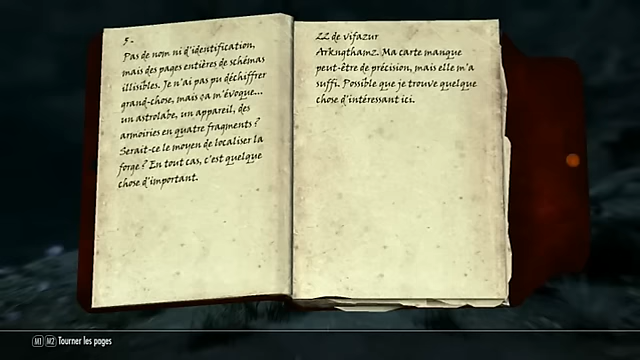 5-
Pas de nom ni d'identification,
mais des pages entières de schémas
illisibles. Je n'ai pas pu déchiffrer
grand-chose, mais ça m'évoque...
un astrolabe, un appareil, des
armoiries en quatre fragments ?
Serait-ce le moyen de localiser la
forge ? En tout cas, c'est quelque
chose d'important.
22 de vifazur
Arkngthamz. Ma carte manque
peut-être de précision, mais elle m'a
suffi. Possible que je trouve quelque
chose d'intéressant ici.
M1 M2 Tourner les pages